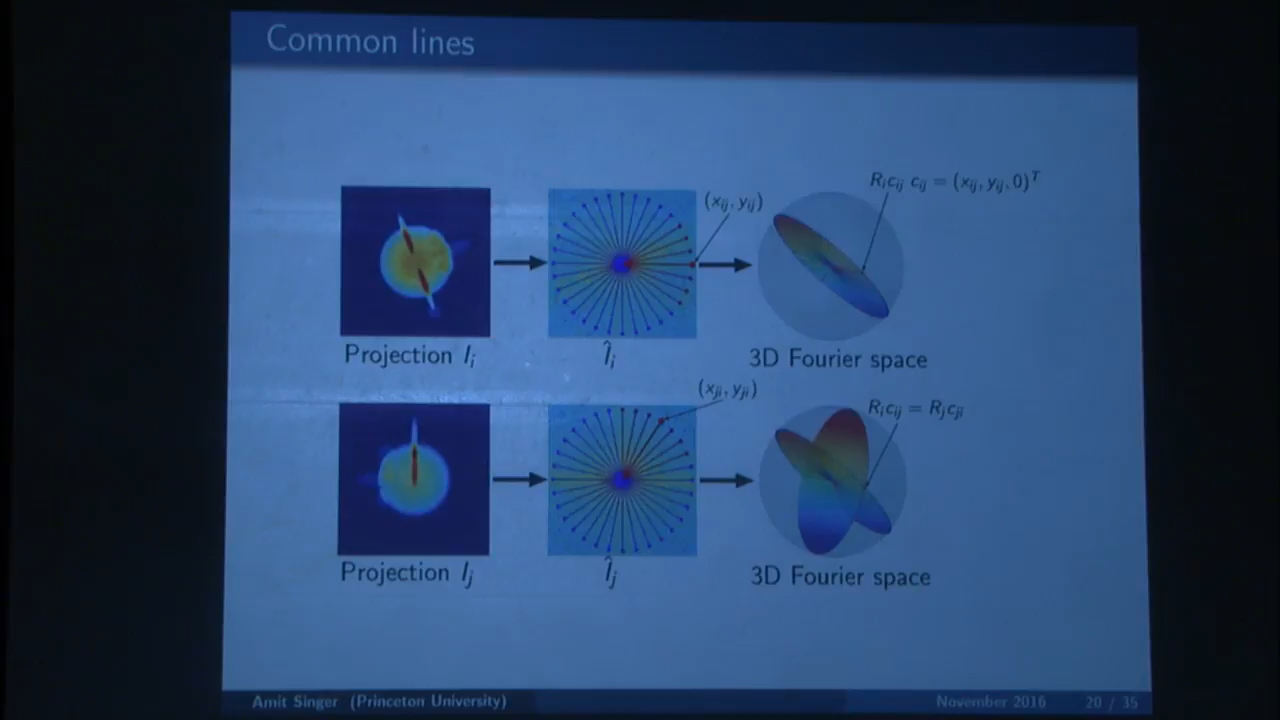 Common lines
R_i c_ij c_ij = (x_ij, y_ij, 0)^T
(x_ij, y_ij)
Projection I_i
Î_i
3D Fourier space
(x_ji, y_ji)
R_i c_ij = R_j c_ji
Projection I_j
Î_j
3D Fourier space
Amit Singer (Princeton University)
November 2016
20 / 35